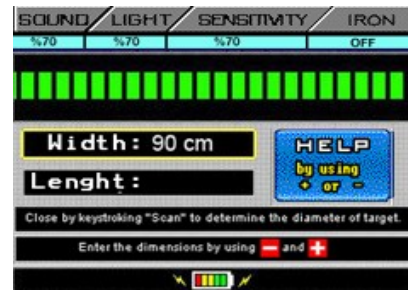 SOUND LIGHT SENSITIVITY IRON
%70 %70 %70 OFF
Width: 90 cm
Lenght:
HELP
by using
+ or -
Close by keystroking "Scan" to determine the diameter of target.
Enter the dimensions by using - and +